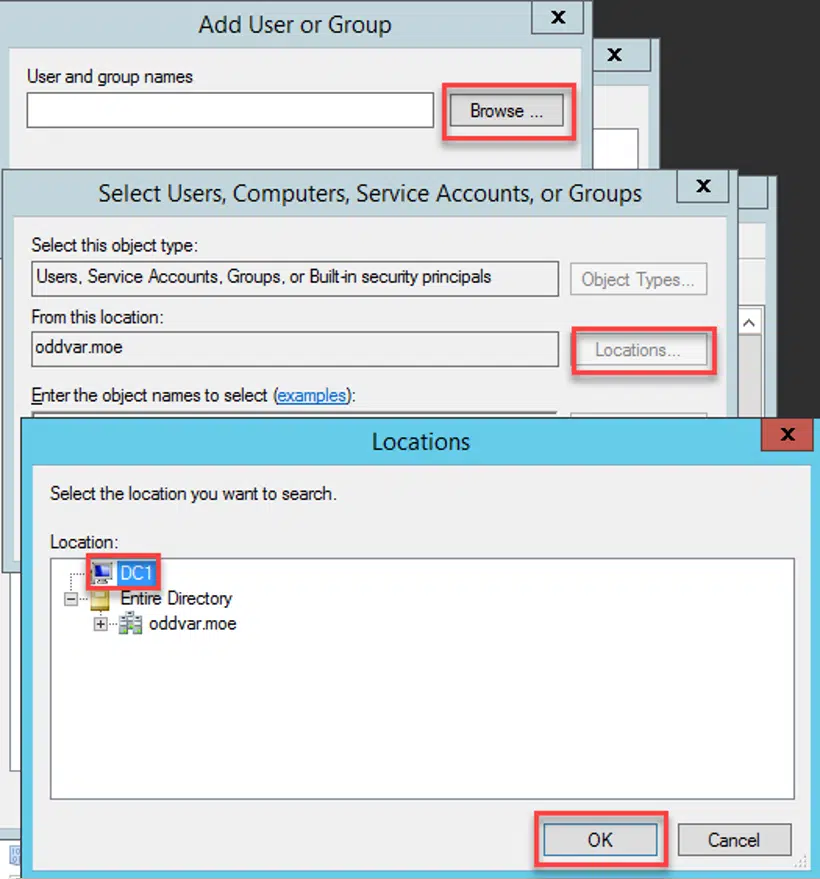 Add User or Group
x
x
User and group names
Browse ...
Select Users, Computers, Service Accounts, or Groups
x
Select this object type:
Users, Service Accounts, Groups, or Built-in security principals
Object Types...
From this location:
oddvar.moe
Locations...
Enter the object names to select (examples):
Locations
x
Select the location you want to search.
Location:
DC1
Entire Directory
oddvar.moe
OK
Cancel